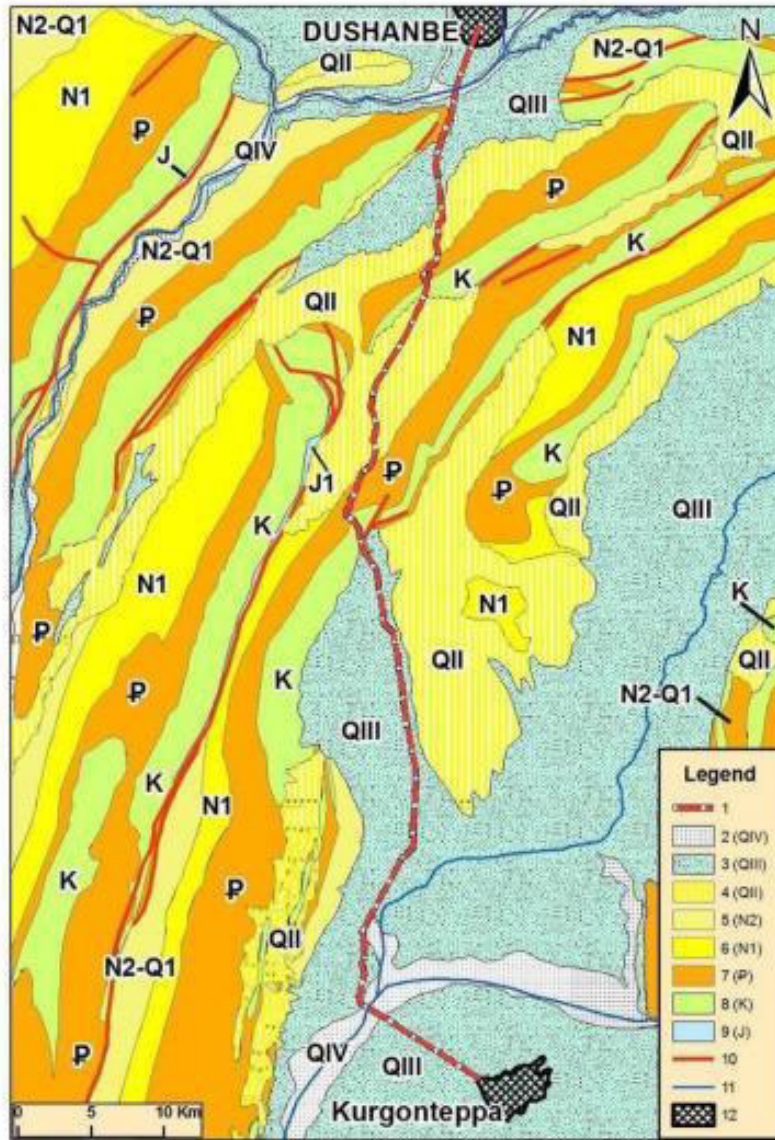 DUSHANBE
N2-Q1
QII
N2-Q1
N
N1
QIII
QII
P
QIV
J
P
N2-Q1
K
K
P
QII
N1
J1
P
K
P
QII
QIII
K
N1
N1
K
P
QII
QII
P
K
N2-Q1
QIII
K
N1
Legend
1
2 (QIV)
3 (QIII)
4 (QII)
5 (N2)
6 (N1)
7 (P)
8 (K)
9 (J)
10
11
12
K
P
QII
N2-Q1
QIV
QIII
P
Kurgonteppa
0 5 10 Km